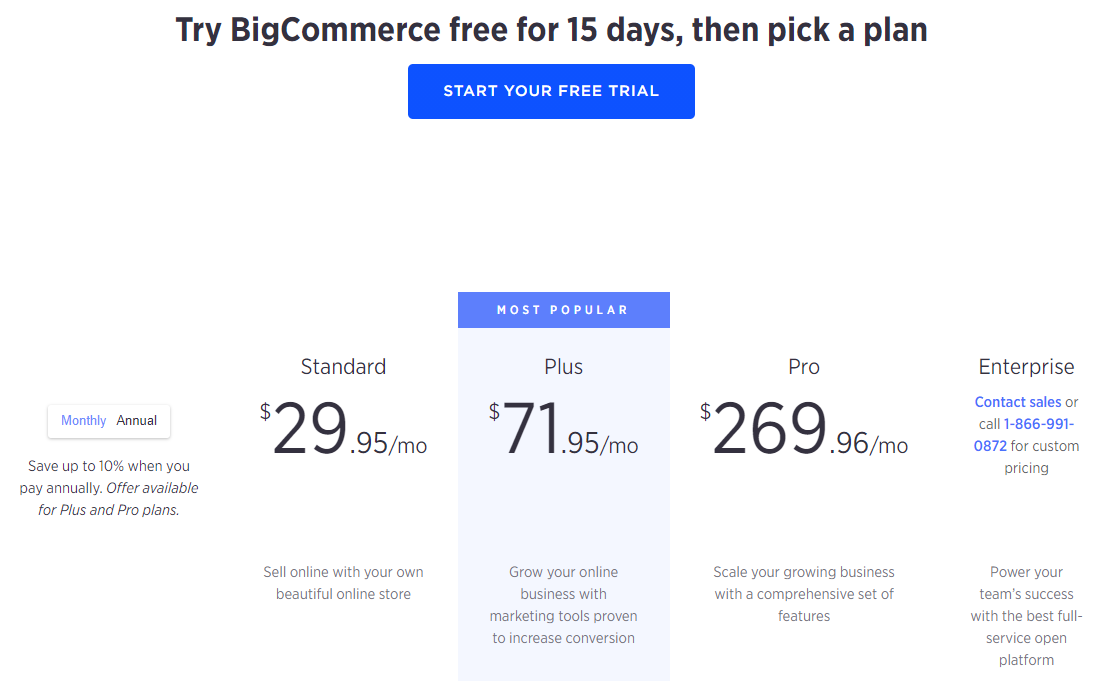 Try BigCommerce free for 15 days, then pick a plan
START YOUR FREE TRIAL
MOST POPULAR
Monthly Annual
Save up to 10% when you
pay annually. Offer available
for Plus and Pro plans.
Standard
$29.95/mo
Sell online with your own
beautiful online store
Plus
$71.95/mo
Grow your online
business with
marketing tools proven
to increase conversion
Pro
$269.96/mo
Scale your growing business
with a comprehensive set of
features
Enterprise
Contact sales or
call 1-866-991-
0872 for custom
pricing
Power your
team's success
with the best full-
service open
platform